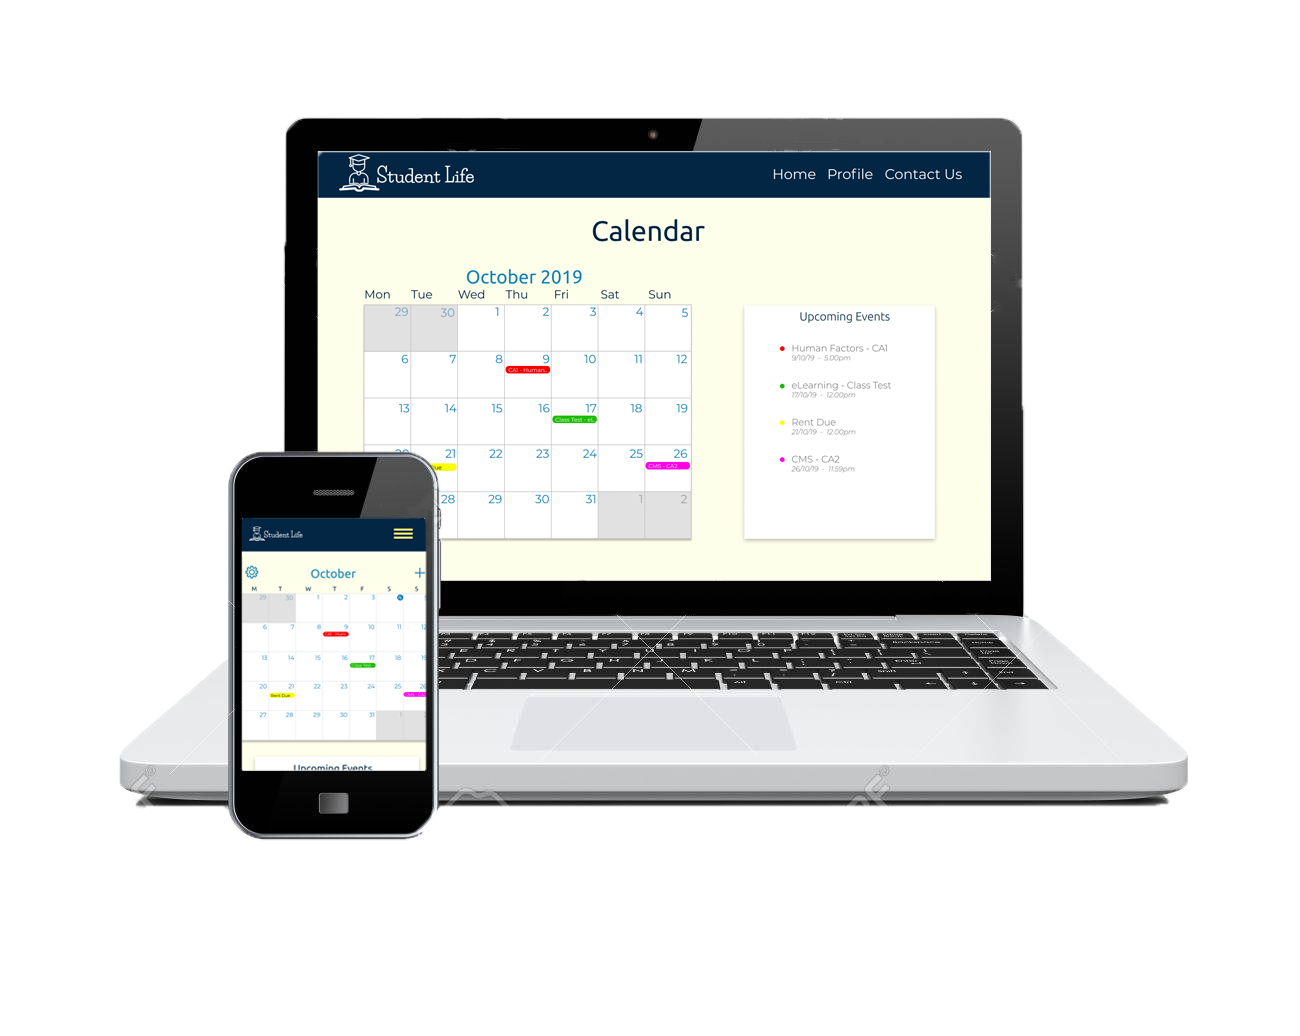 Student Life
Home Profile Contact Us
Calendar
October 2019
Mon Tue Wed Thu Fri Sat Sun
29 30 1 2 3 4 5
6 7 8 9 10 11 12
CA1 - Human..
13 14 15 16 17 18 19
Class Test - eL..
20 21 22 23 24 25 26
ue
CMS - CA2
28 29 30 31 1 2
Upcoming Events
Human Factors - CA1
9/10/19 - 5.00pm
eLearning - Class Test
17/10/19 - 12.00pm
Rent Due
21/10/19 - 12.00pm
CMS - CA2
26/10/19 - 11.59pm
Student Life
October +
M T W T F S S
29 30 1 2 3 4 5
6 7 8 9 10 11 12
13 14 15 16 17 18 19
20 21 22 23 24 25 26
Rent Due
27 28 29 30 31 1 2
Upcoming Events